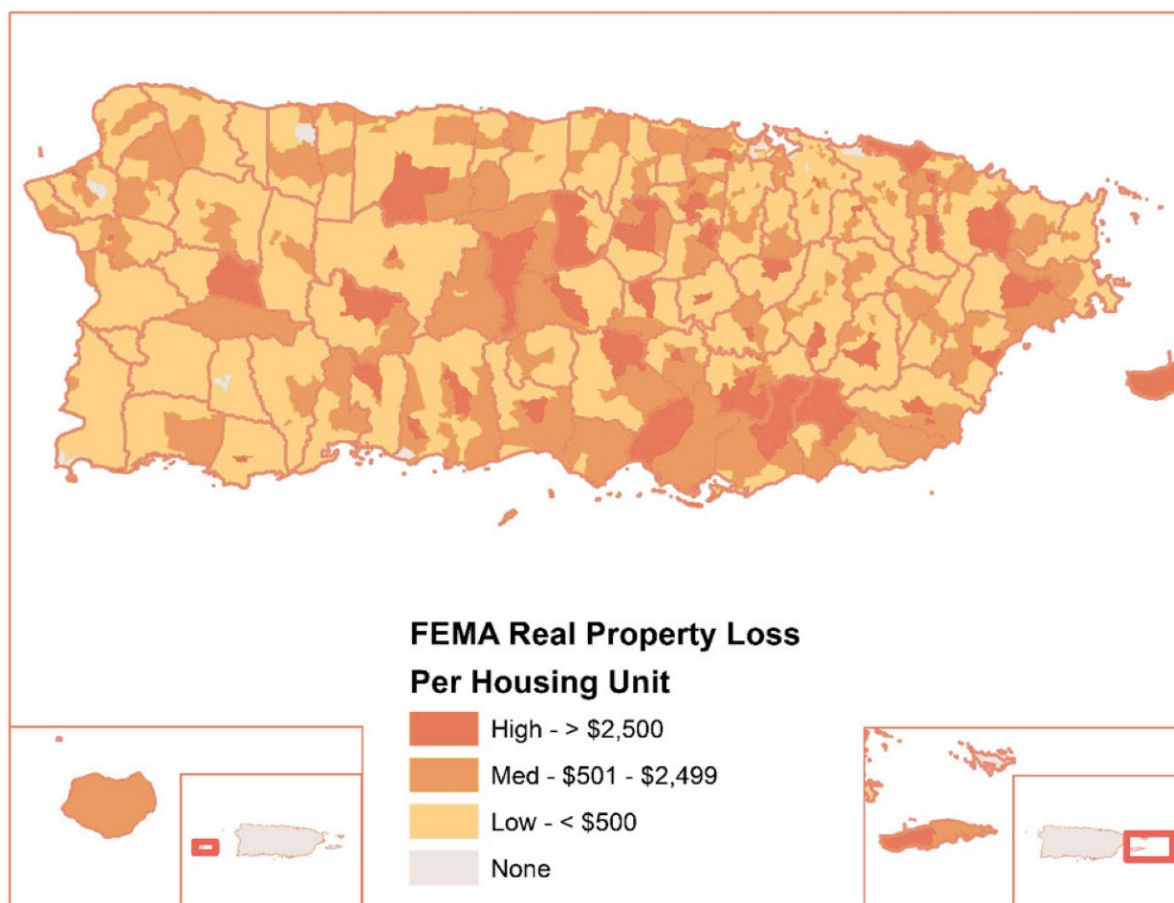 FEMA Real Property Loss
Per Housing Unit
High - > $2,500
Med - $501 - $2,499
Low - < $500
None